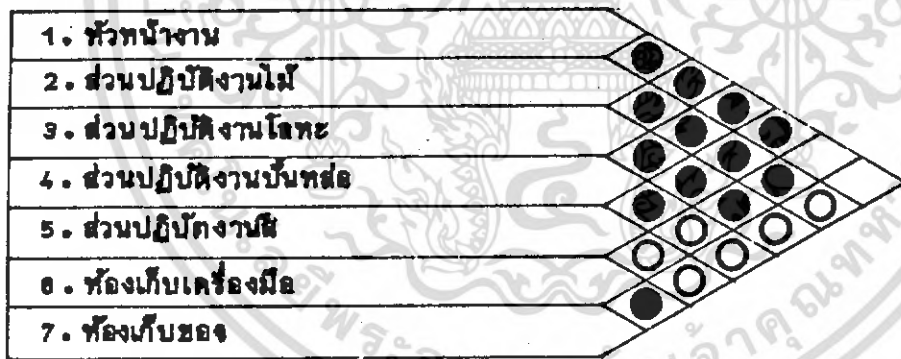 1. หัวหน้างาน
2. ส่วนปฏิบัติงานไม้
3. ส่วนปฏิบัติงานโลหะ
4. ส่วนปฏิบัติงานปั้นหล่อ
5. ส่วนปฏิบัติงานสี
6. ห้องเก็บเครื่องมือ
7. ห้องเก็บของ